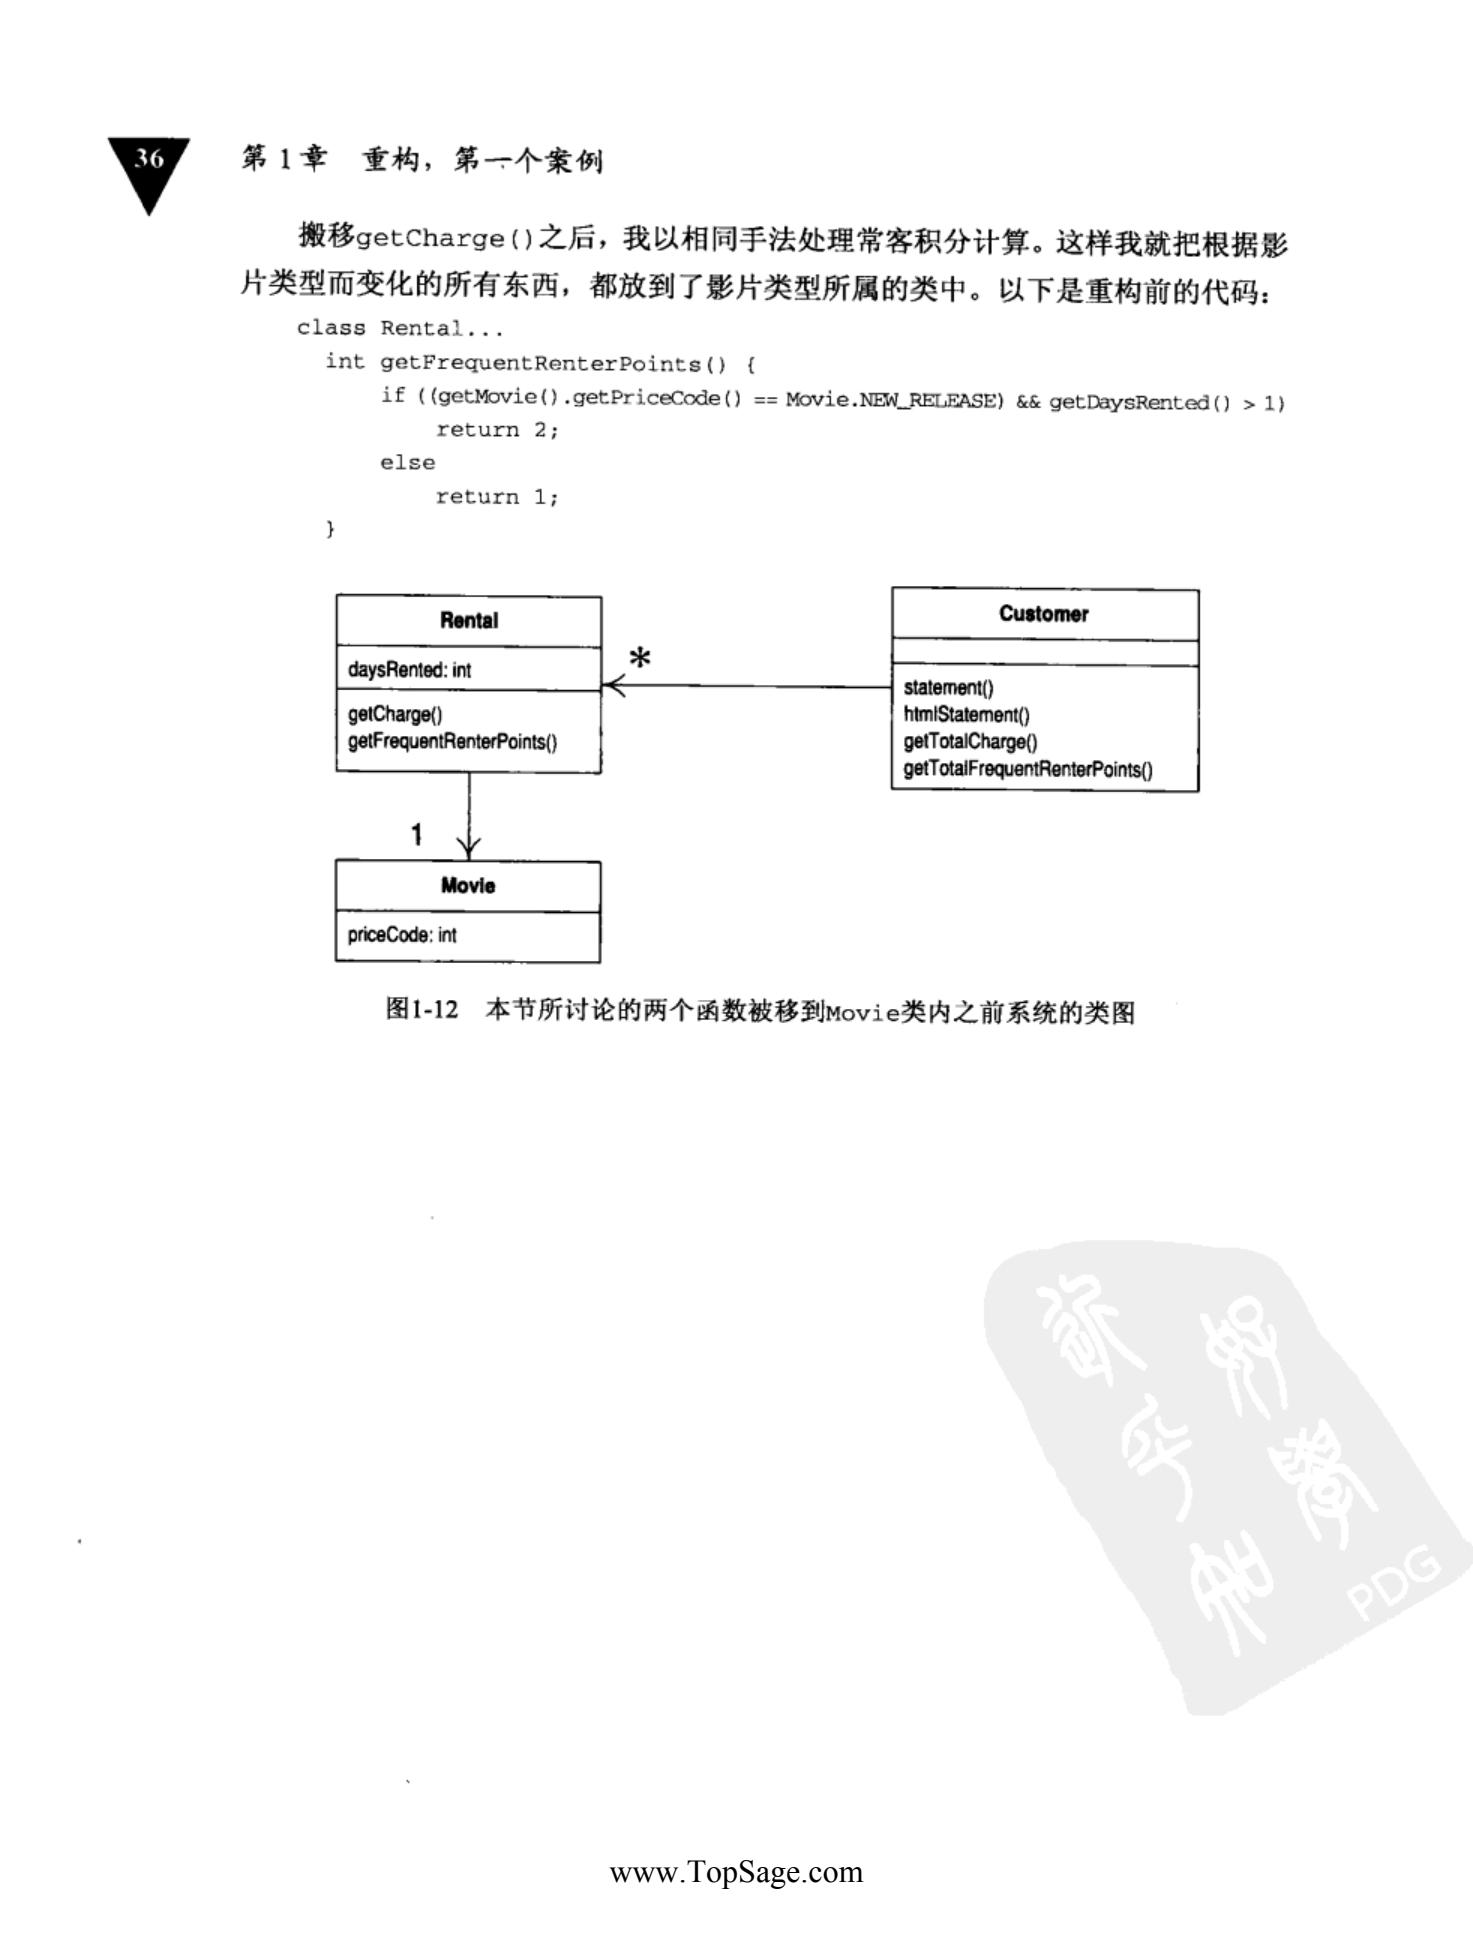 36
第 1 章 重构，第一个案例
搬移getCharge()之后，我以相同手法处理常客积分计算。这样我就把根据影
片类型而变化的所有东西，都放到了影片类型所属的类中。以下是重构前的代码：
class Rental...
int getFrequentRenterPoints() {
if ((getMovie().getPriceCode() == Movie.NEW_RELEASE) && getDaysRented() > 1)
return 2;
else
return 1;
}
Rental
daysRented: int
getCharge()
getFrequentRenterPoints()
*
Customer
statement()
htmlStatement()
getTotalCharge()
getTotalFrequentRenterPoints()
1
Movie
priceCode: int
图1-12 本节所讨论的两个函数被移到Movie类内之前系统的类图
PDG
www.TopSage.com